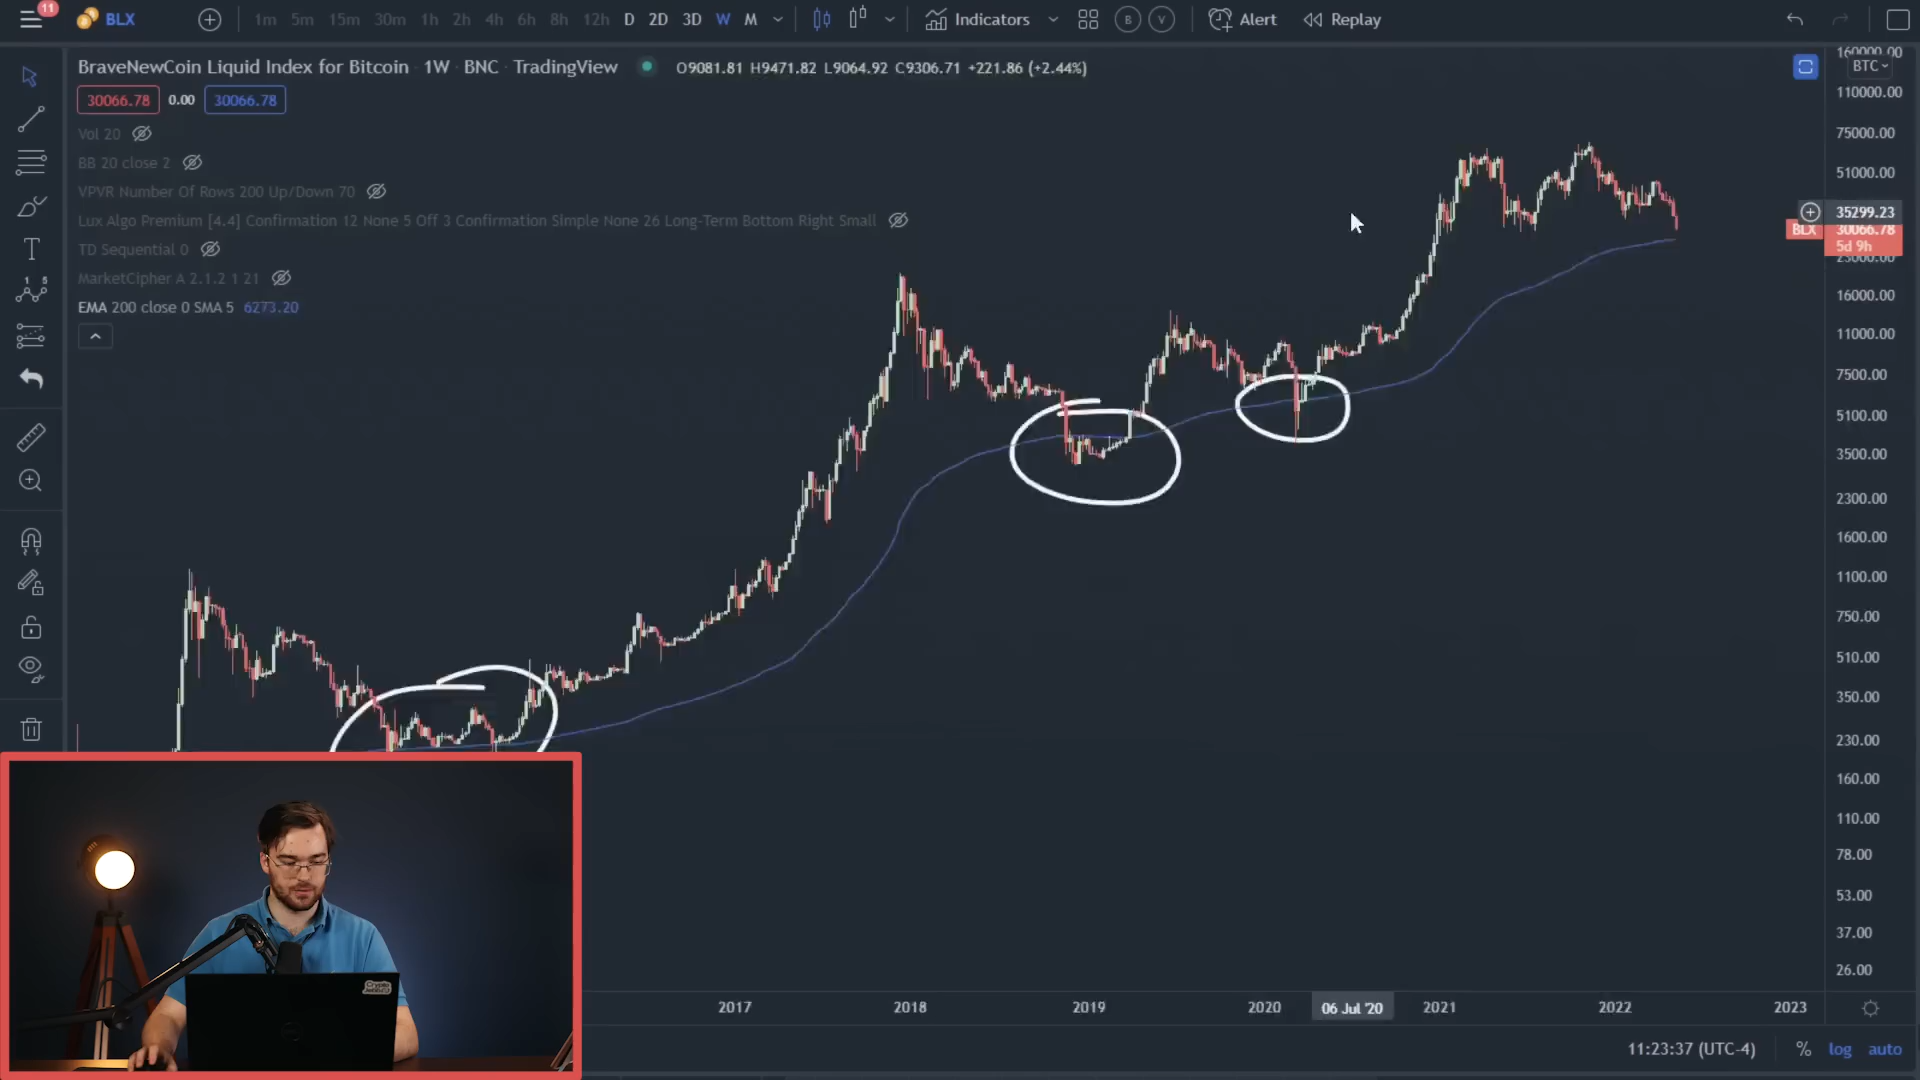 11
BLX
1m 5m 15m 30m 1h 2h 4h 6h 8h 12h D 2D 3D W M
Indicators
B V
Alert
Replay
BraveNewCoin Liquid Index for Bitcoin 1W BNC TradingView
O9081.81 H9471.82 L9064.92 C9306.71 +221.86 (+2.44%)
30066.78 0.00 30066.78
Vol 20
BB 20 close 2
VPVR Number Of Rows 200 Up/Down 70
Lux Algo Premium [4.4] Confirmation 12 None 5 Off 3 Confirmation Simple None 26 Long-Term Bottom Right Small
TD Sequential 0
MarketCipher A 2.1.2 1 21
EMA 200 close 0 SMA 5 6273.20
160000.00
BTC
110000.00
75000.00
51000.00
35299.23
BLX 30066.78
5d 9h
23000.00
16000.00
11000.00
7500.00
5100.00
3500.00
2300.00
1600.00
1100.00
750.00
510.00
350.00
230.00
160.00
110.00
78.00
53.00
37.00
26.00
2017 2018 2019 2020 06 Jul '20 2021 2022 2023
11:23:37 (UTC-4) % log auto